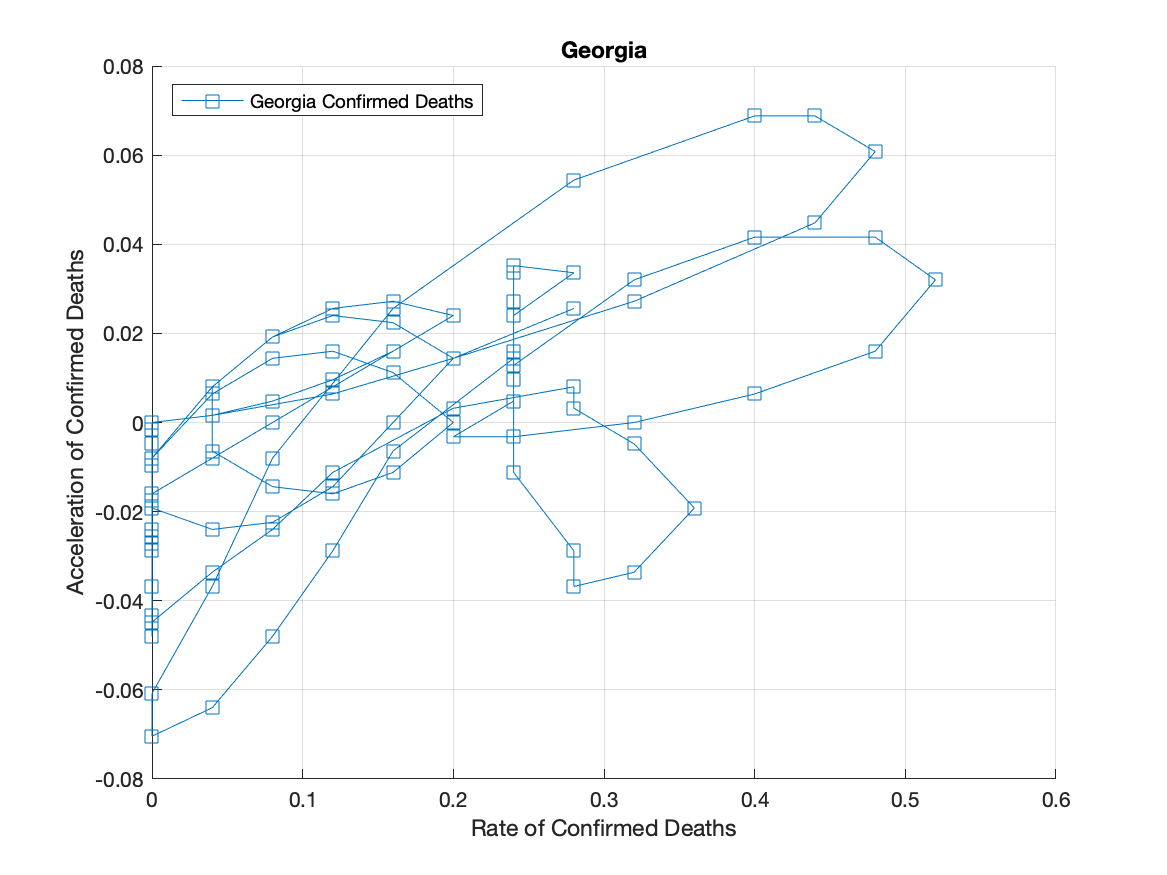 Georgia
Georgia Confirmed Deaths
0.08
0.06
0.04
0.02
0
-0.02
-0.04
-0.06
-0.08
Acceleration of Confirmed Deaths
0 0.1 0.2 0.3 0.4 0.5 0.6
Rate of Confirmed Deaths